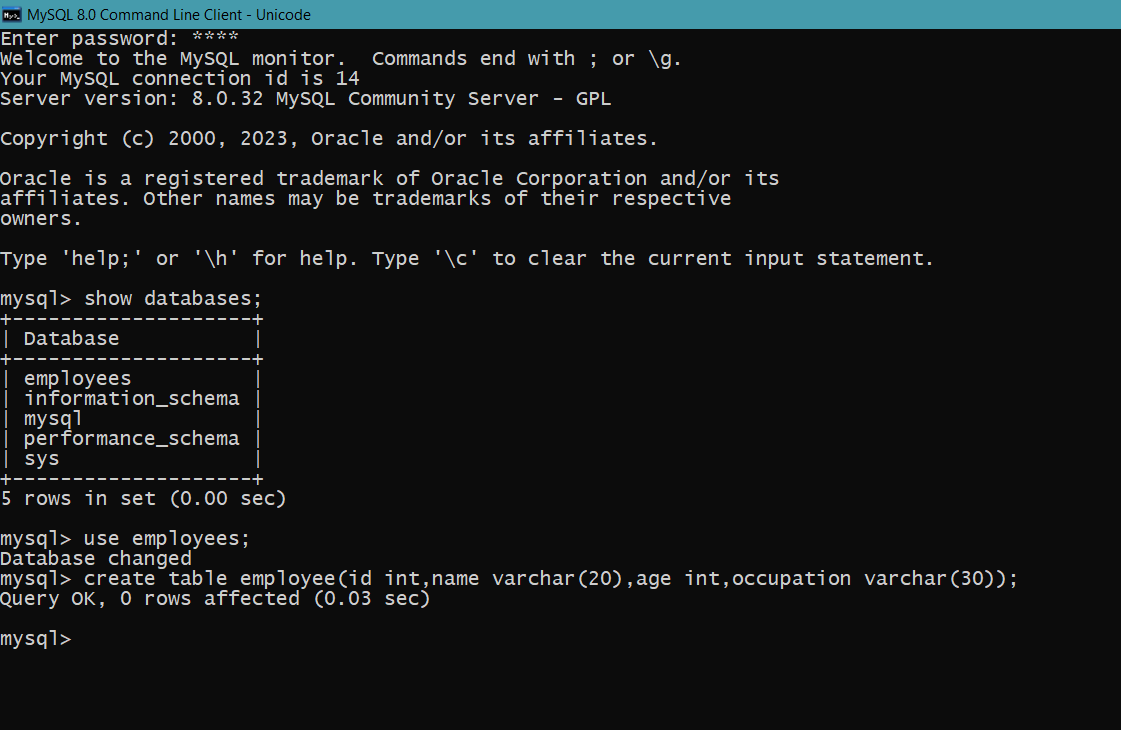 MySQL 8.0 Command Line Client - Unicode
Enter password: ****
Welcome to the MySQL monitor.  Commands end with ; or \g.
Your MySQL connection id is 14
Server version: 8.0.32 MySQL Community Server - GPL

Copyright (c) 2000, 2023, Oracle and/or its affiliates.

Oracle is a registered trademark of Oracle Corporation and/or its
affiliates. Other names may be trademarks of their respective
owners.

Type 'help;' or '\h' for help. Type '\c' to clear the current input statement.

mysql> show databases;
+--------------------+
| Database           |
+--------------------+
| employees          |
| information_schema |
| mysql              |
| performance_schema |
| sys                |
+--------------------+
5 rows in set (0.00 sec)

mysql> use employees;
Database changed
mysql> create table employee(id int,name varchar(20),age int,occupation varchar(30));
Query OK, 0 rows affected (0.03 sec)

mysql>